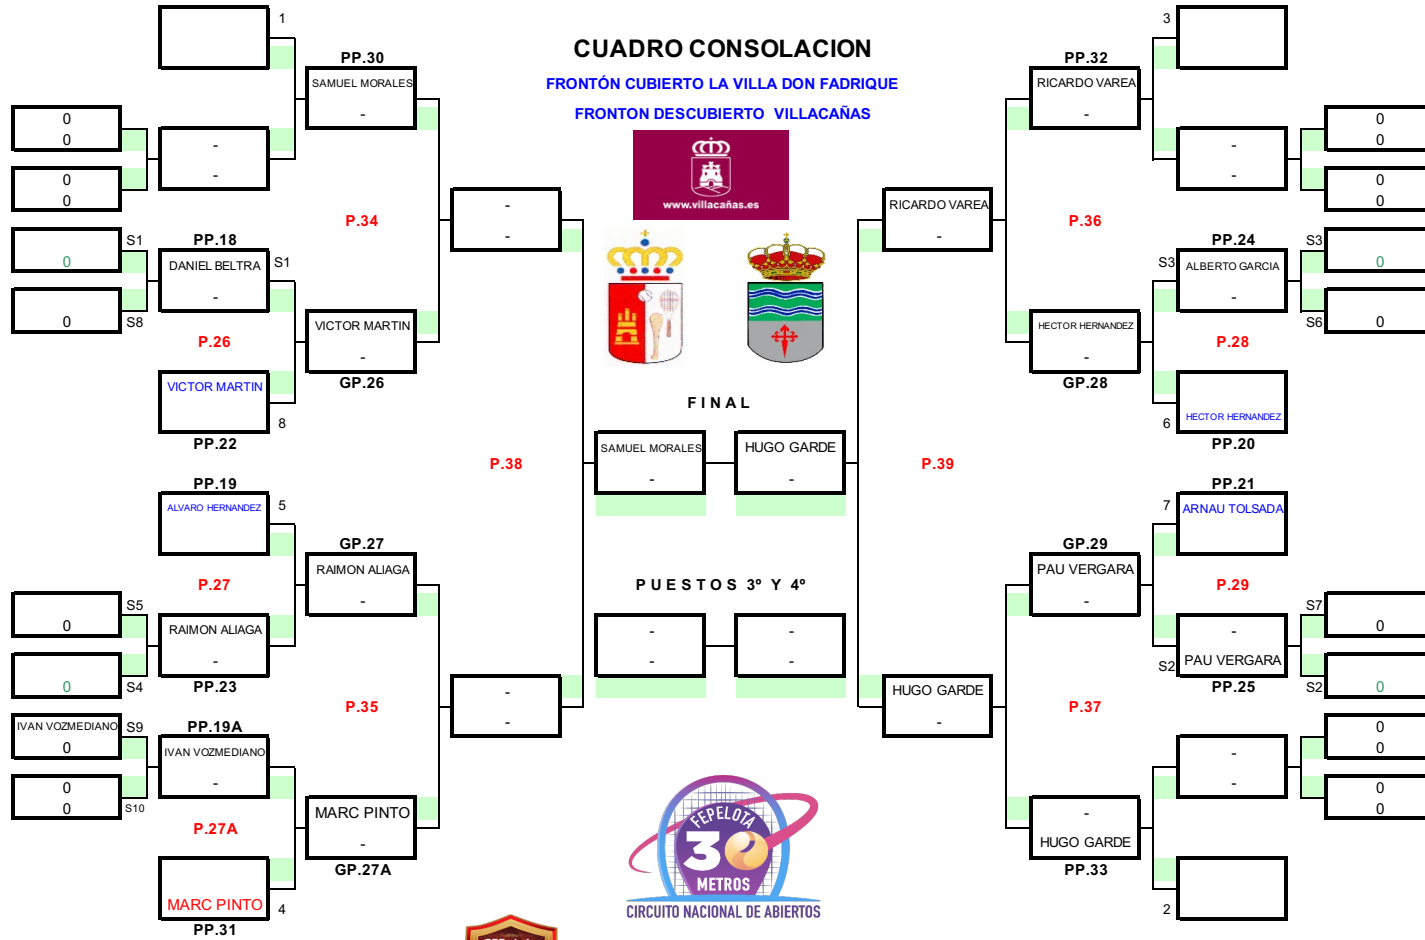 CUADRO CONSOLACION
FRONTÓN CUBIERTO LA VILLA DON FADRIQUE
FRONTON DESCUBIERTO VILLACAÑAS
www.villacañas.es
1
PP.30
SAMUEL MORALES
-
0
0
-
-
0
0
P.34
-
-
S1
0
PP.18
DANIEL BELTRA
-
S1
0
S8
P.26
VICTOR MARTIN
-
GP.26
VICTOR MARTIN
8
PP.22
P.38
PP.19
ALVARO HERNANDEZ
5
GP.27
RAIMON ALIAGA
-
P.27
S5
0
RAIMON ALIAGA
-
0
S4
PP.23
P.35
-
-
IVAN VOZMEDIANO
0
S9
PP.19A
IVAN VOZMEDIANO
-
0
0
S10
P.27A
MARC PINTO
-
GP.27A
MARC PINTO
4
PP.31
FINAL
SAMUEL MORALES
-
HUGO GARDE
-
PUESTOS 3º Y 4º
-
-
-
-
3
PP.32
RICARDO VAREA
-
-
-
0
0
0
0
RICARDO VAREA
-
P.36
PP.24
S3
ALBERTO GARCIA
-
S3
0
S6
0
HECTOR HERNANDEZ
-
GP.28
P.28
HECTOR HERNANDEZ
6
PP.20
P.39
PP.21
7
ARNAU TOLSADA
GP.29
PAU VERGARA
-
P.29
S7
0
-
PAU VERGARA
S2
PP.25
S2
0
HUGO GARDE
-
P.37
-
-
0
0
0
0
-
HUGO GARDE
PP.33
2
FEPELOTA
30
METROS
CIRCUITO NACIONAL DE ABIERTOS